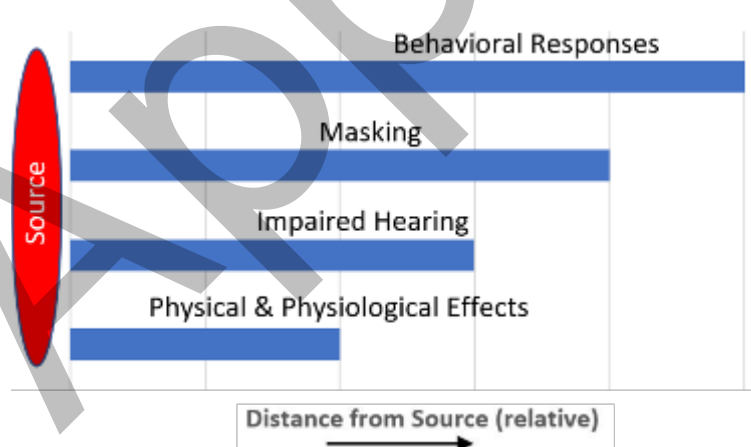 Behavioral Responses
Masking
Source
Impaired Hearing
Physical & Physiological Effects
Distance from Source (relative)